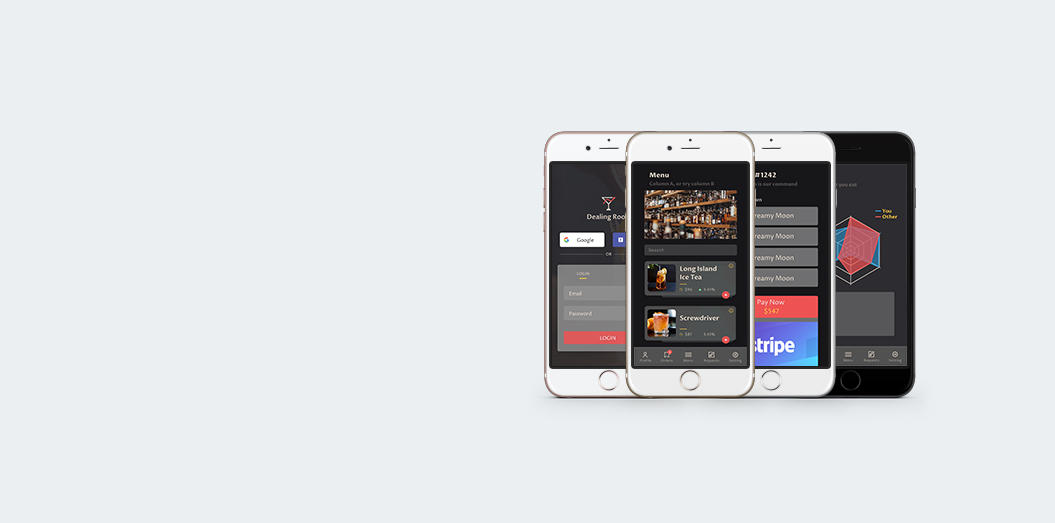 Dealing Roo
Google
OR
LOGIN
Email
Password
LOGIN
Menu
Column A, or try column B
Search
Long Island
Ice Tea
Screwdriver
Profile
Orders
Menu
Requests
Setting
#1242
is our command
reamy Moon
reamy Moon
reamy Moon
reamy Moon
Pay Now
$547
stripe
You
Other
Menu
Requests
Setting